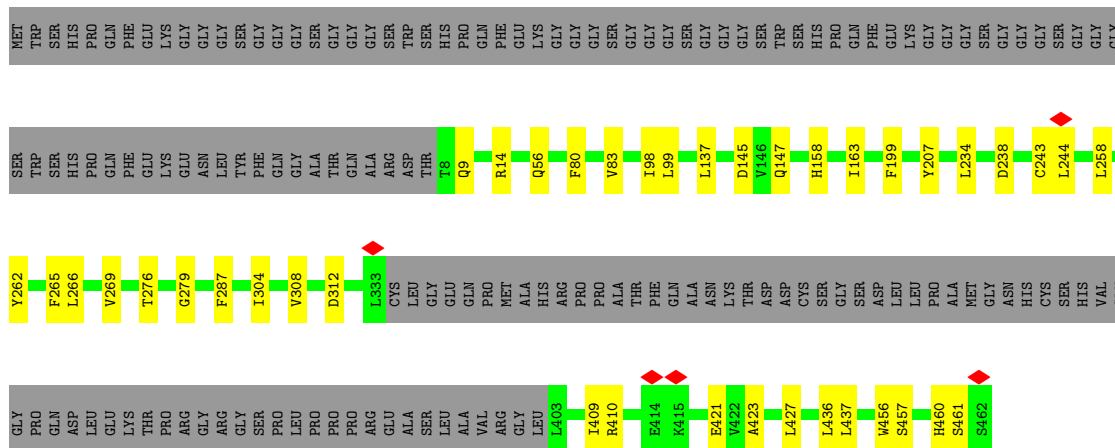 MET TRP SER HIS PRO GLN PHE GLU LYS GLY GLY GLY SER GLY GLY GLY GLY SER GLY GLY GLY GLY SER TRP SER HIS PRO GLN PHE GLU LYS GLY GLY GLY SER GLY GLY GLY SER GLY GLY GLY SER TRP SER HIS PRO GLN PHE GLU LYS GLY GLY GLY SER GLY GLY GLY SER GLY GLY
SER TRP SER HIS PRO GLN PHE GLU LYS GLU ASN LEU TYR PHE GLN GLY ALA THR GLN ALA ARG ASP THR T8 Q9 R14 Q56 F80 V83 I98 L99 L137 D145 V146 Q147 H158 I163 F199 Y207 L234 D238 C243 L244 L258
Y262 F265 L266 V269 T276 G279 F287 I304 V308 D312 L333 CYS LEU GLY GLU GLN PRO MET ALA HIS ARG PRO PRO ALA THR PHE GLN ALA ASN LYS THR ASP ASP CYS SER GLY SER ASP LEU LEU PRO ALA MET GLY ASN HIS CYS SER HIS VAL
GLY PRO GLN ASP LEU GLU LYS THR PRO ARG GLY ARG GLY SER PRO LEU PRO PRO PRO ARG GLU ALA SER LEU ALA VAL ARG GLY LEU L403 I409 R410 E414 K415 E421 V422 A423 L427 L436 L437 W456 S457 H460 S461 S462